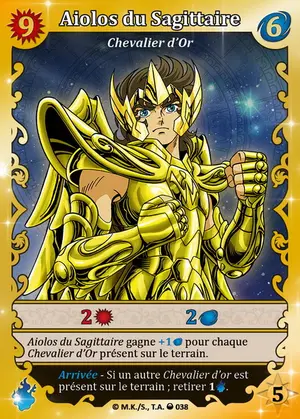 9
Aiolos du Sagittaire
6
Chevalier d'Or
2 2
Aiolos du Sagittaire gagne +1 pour chaque
Chevalier d'Or présent sur le terrain.
Arrivée - Si un autre Chevalier d'or est
présent sur le terrain ; retirer 1 .
5
© M.K./S., T.A. 038